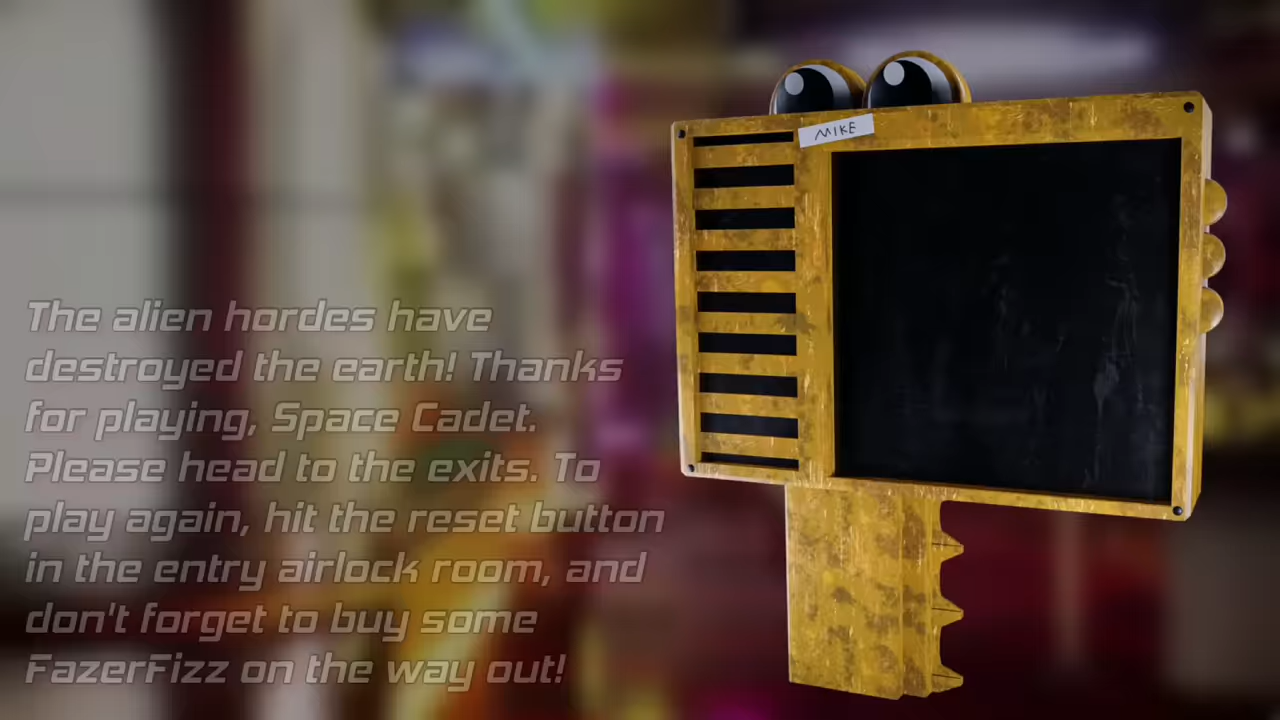 MIKE
The alien hordes have
destroyed the earth! Thanks
for playing, Space Cadet.
Please head to the exits. To
play again, hit the reset button
in the entry airlock room, and
don't forget to buy some
FazerFizz on the way out!